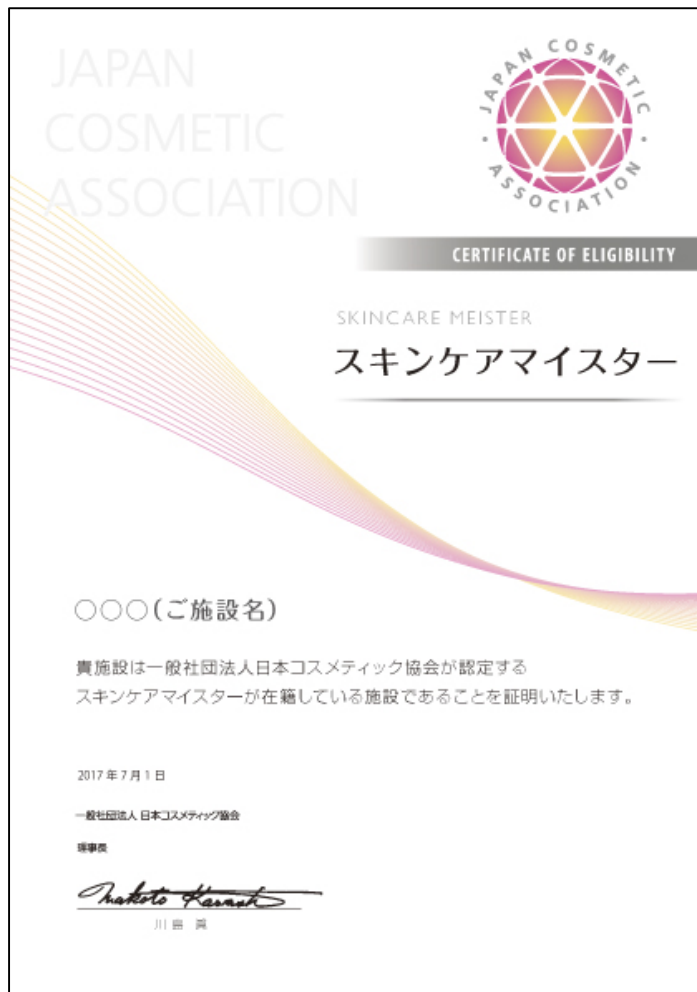 JAPAN
COSMETIC
ASSOCIATION
JAPAN COSMETIC
ASSOCIATION
CERTIFICATE OF ELIGIBILITY
SKINCARE MEISTER
スキンケアマイスター
○○○(ご施設名)
貴施設は一般社団法人日本コスメティック協会が認定する
スキンケアマイスターが在籍している施設であることを証明いたします。
2017年7月1日
一般社団法人 日本コスメティック協会
理事長
Makoto
川島